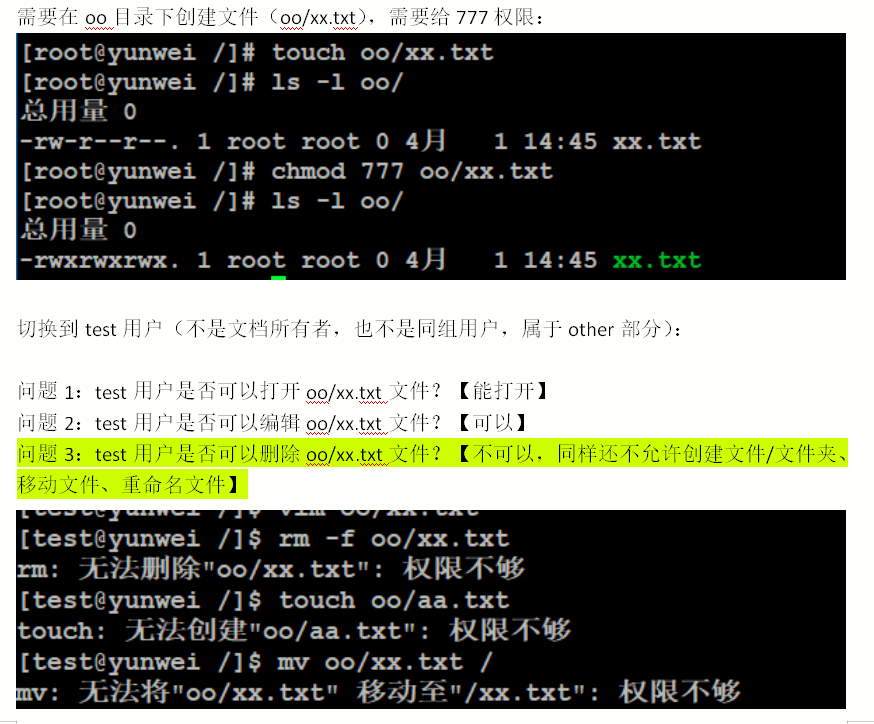 需要在 oo 目录下创建文件（oo/xx.txt），需要给 777 权限：
[root@yunwei /]# touch oo/xx.txt
[root@yunwei /]# ls -l oo/
总用量 0
-rw-r--r--. 1 root root 0 4月   1 14:45 xx.txt
[root@yunwei /]# chmod 777 oo/xx.txt
[root@yunwei /]# ls -l oo/
总用量 0
-rwxrwxrwx. 1 root root 0 4月   1 14:45 xx.txt
切换到 test 用户（不是文档所有者，也不是同组用户，属于 other 部分）：
问题 1：test 用户是否可以打开 oo/xx.txt 文件？【能打开】
问题 2：test 用户是否可以编辑 oo/xx.txt 文件？【可以】
问题 3：test 用户是否可以删除 oo/xx.txt 文件？【不可以，同样还不允许创建文件/文件夹、
移动文件、重命名文件】
[test@yunwei /]$ vim oo/xx.txt
[test@yunwei /]$ rm -f oo/xx.txt
rm: 无法删除"oo/xx.txt": 权限不够
[test@yunwei /]$ touch oo/aa.txt
touch: 无法创建"oo/aa.txt": 权限不够
[test@yunwei /]$ mv oo/xx.txt /
mv: 无法将"oo/xx.txt" 移动至"/xx.txt": 权限不够